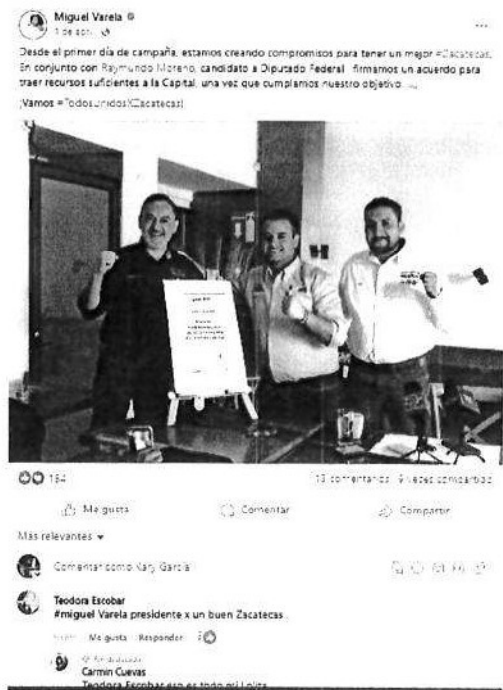 Miguel Varela
Desde el primer día de campaña, estamos creando compromisos para tener un mejor #Zacatecas.
En conjunto con Raymundo Moreno, candidato a Diputado Federal firmamos un acuerdo para
traer recursos suficientes a la Capital, una vez que cumplamos nuestro objetivo.
¡Vamos #TodosUnidosXZacatecas!
184
13 comentarios 9 veces compartido
Me gusta Comentar Compartir
Más relevantes
Comentar como Kary García
Teodora Escobar
#miguel Varela presidente x un buen Zacatecas
Me gusta Responder
Carmin Cuevas
Teodora Escobar eso es todo mi Lolita